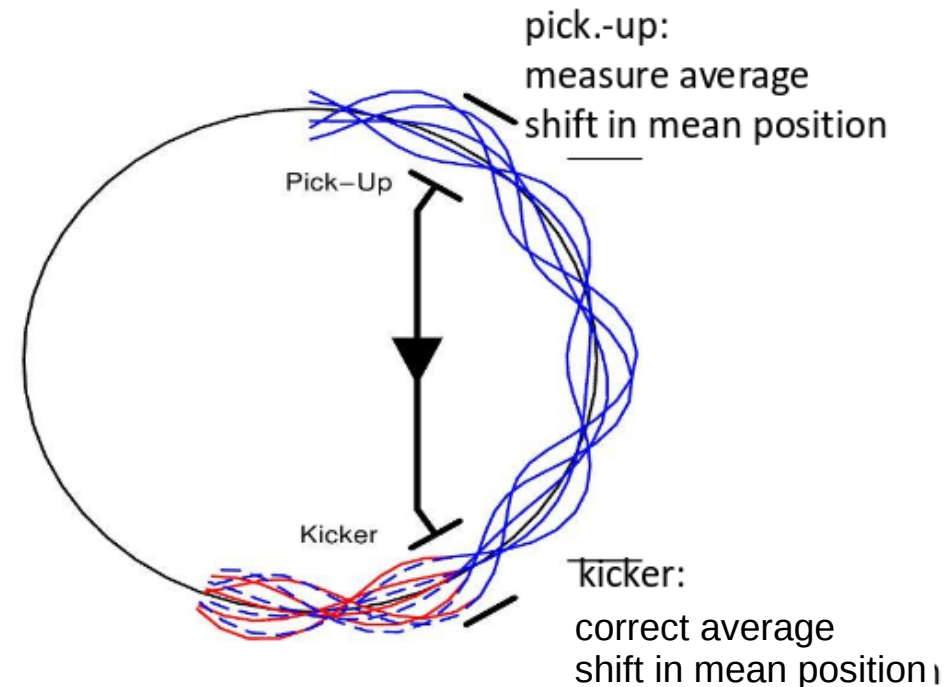 pick.-up:
measure average
shift in mean position
Pick–Up
Kicker
kicker:
correct average
shift in mean position